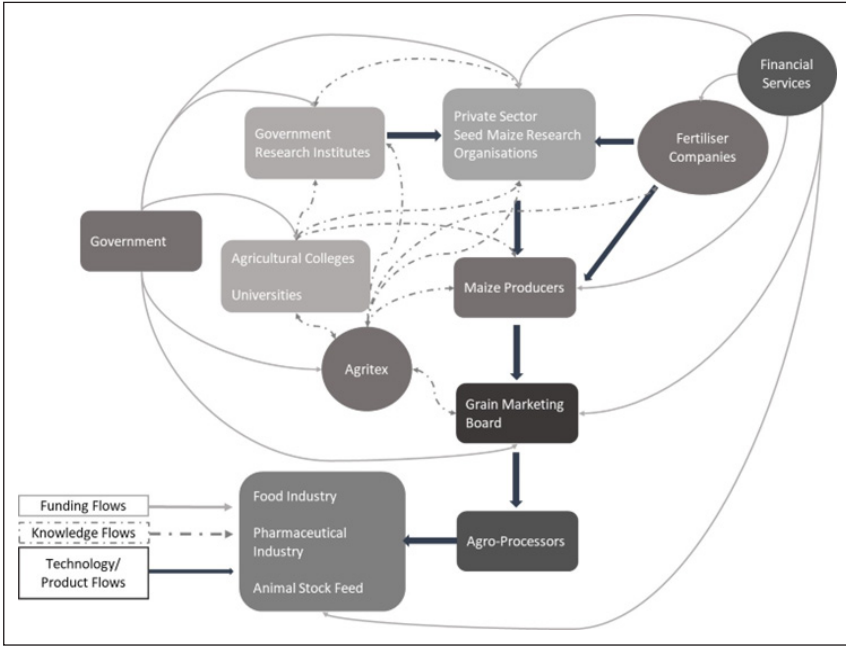 Financial
Services
Private Sector
Seed Maize Research
Organisations
Government
Research Institutes
Fertiliser
Companies
Government
Agricultural Colleges
Universities
Maize Producers
Agritex
Grain Marketing
Board
Food Industry
Pharmaceutical
Industry
Animal Stock Feed
Agro-Processors
Funding Flows
Knowledge Flows
Technology/
Product Flows